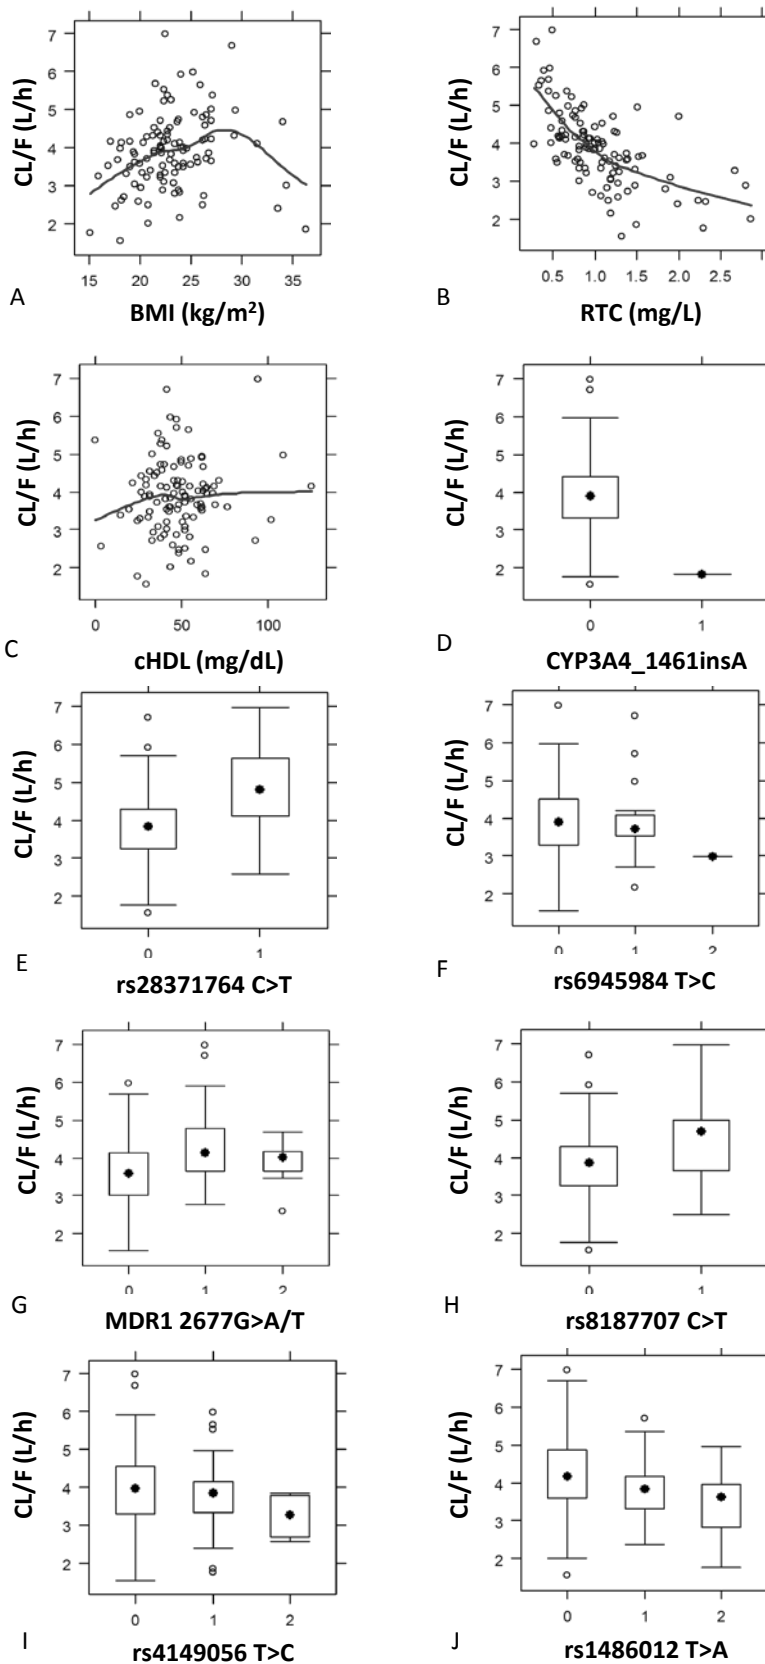 CL/F (L/h)
7
6
5
4
3
2
15 20 25 30 35
A
BMI (kg/m²)
CL/F (L/h)
7
6
5
4
3
2
0.5 1.0 1.5 2.0 2.5
B
RTC (mg/L)
CL/F (L/h)
7
6
5
4
3
2
0 50 100
C
cHDL (mg/dL)
CL/F (L/h)
7
6
5
4
3
2
0 1
D
CYP3A4_1461insA
CL/F (L/h)
7
6
5
4
3
2
0 1
E
rs28371764 C>T
CL/F (L/h)
7
6
5
4
3
2
0 1 2
F
rs6945984 T>C
CL/F (L/h)
7
6
5
4
3
2
0 1 2
G
MDR1 2677G>A/T
CL/F (L/h)
7
6
5
4
3
2
0 1
H
rs8187707 C>T
CL/F (L/h)
7
6
5
4
3
2
0 1 2
I
rs4149056 T>C
CL/F (L/h)
7
6
5
4
3
2
0 1 2
J
rs1486012 T>A